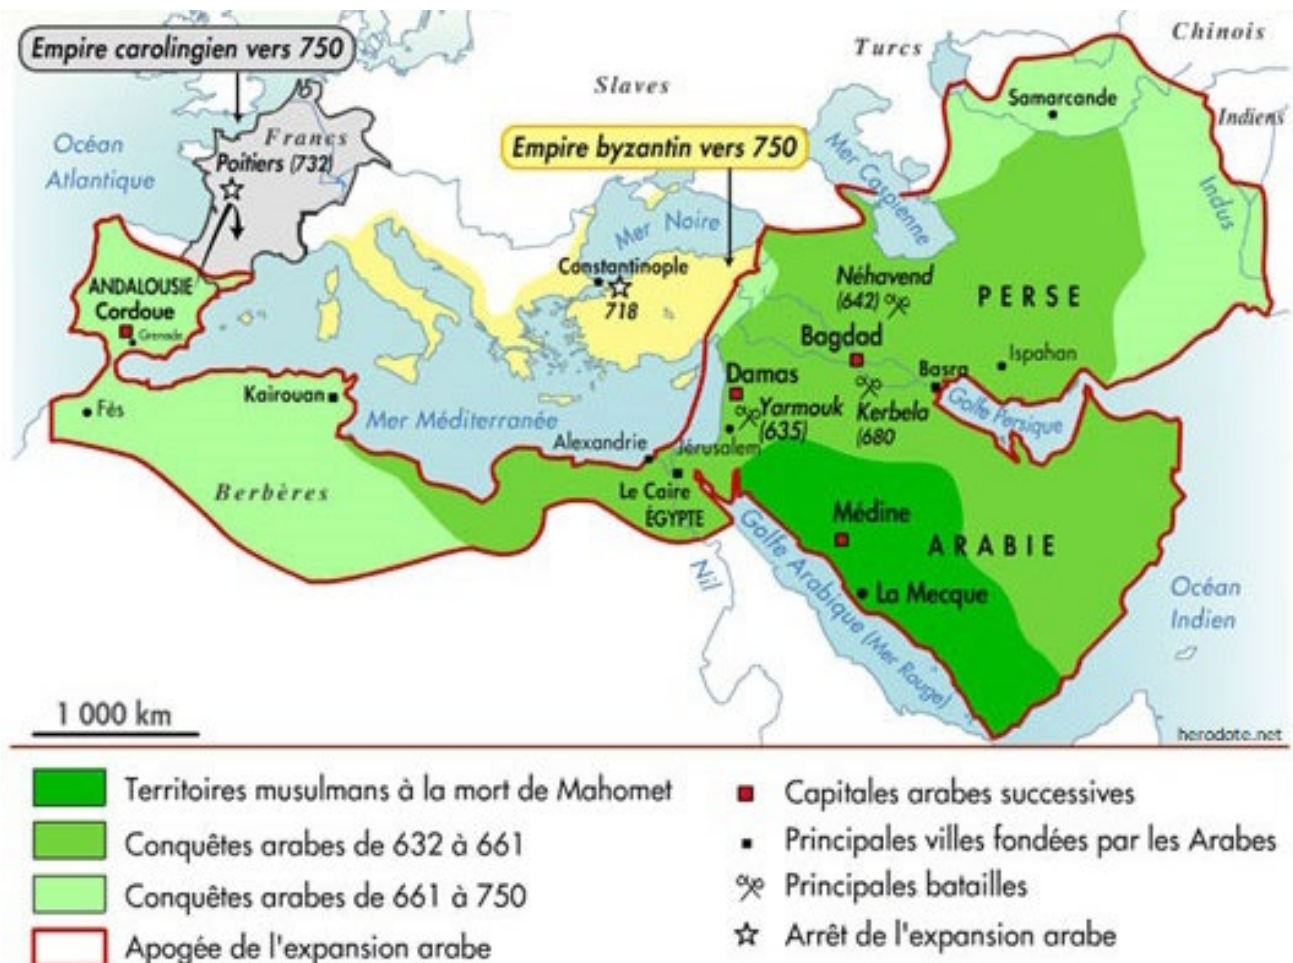 Empire carolingien vers 750
Chinois
Turcs
Slaves
Samarcande
Indiens
Océan
Atlantique
Francs
Poitiers (732)
Empire byzantin vers 750
Mer Caspienne
Indus
Mer Noire
Constantinople
718
Néhavend
(642)
PERSE
ANDALOUSIE
Cordoue
Grenade
Bagdad
Ispahan
Basra
Damas
Golfe Persique
Kairouan
Fès
Mer Méditerranée
Yarmouk
(635)
Kerbela
(680
Alexandrie
Jérusalem
Le Caire
ÉGYPTE
Berbères
Médine
ARABIE
Golfe Arabique (Mer Rouge)
Nil
La Mecque
Océan
Indien
1 000 km
herodote.net
Territoires musulmans à la mort de Mahomet
Conquêtes arabes de 632 à 661
Conquêtes arabes de 661 à 750
Apogée de l'expansion arabe
Capitales arabes successives
Principales villes fondées par les Arabes
Principales batailles
Arrêt de l'expansion arabe